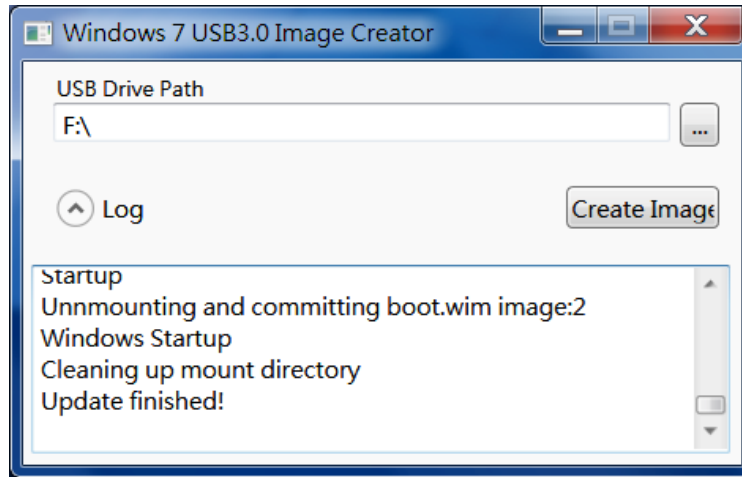 Windows 7 USB3.0 Image Creator
USB Drive Path
F:\
...
Log
Create Image
Startup
Unnmounting and committing boot.wim image:2
Windows Startup
Cleaning up mount directory
Update finished!